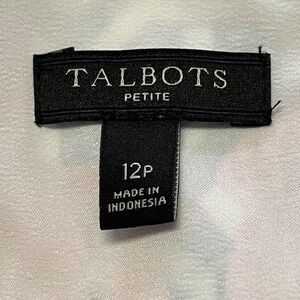 TALBOTS
PETITE
12P
MADE IN
INDONESIA